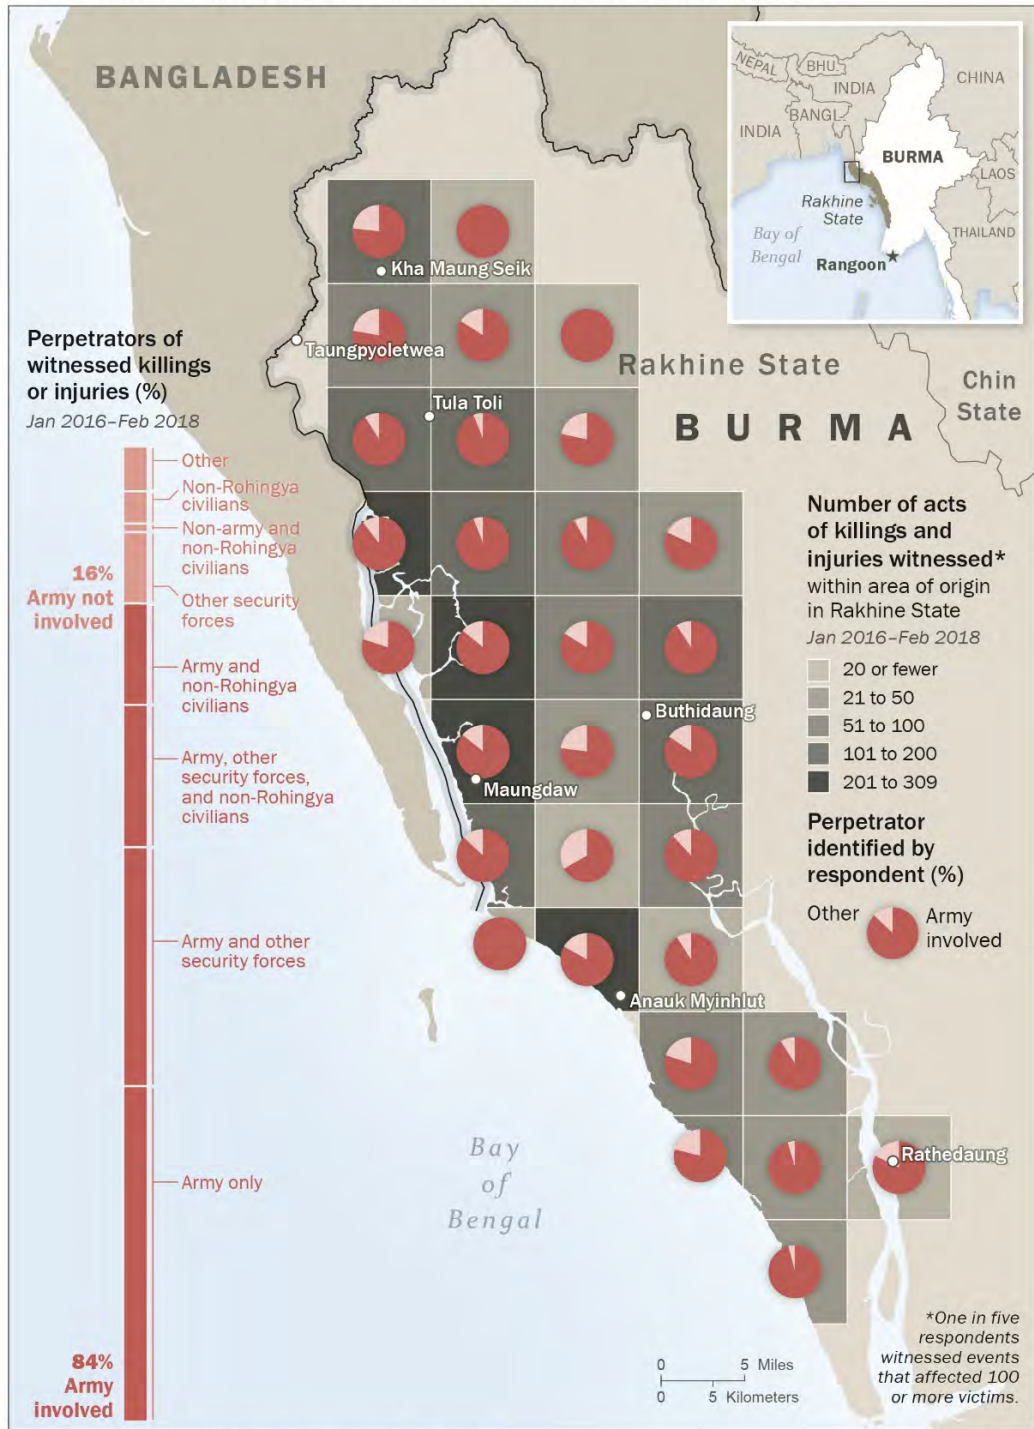 BANGLADESH
NEPAL
BHU.
INDIA
CHINA
BANGL.
INDIA
BURMA
LAOS
Rakhine
State
THAILAND
Bay of
Bengal
Rangoon
Kha Maung Seik
Taungpyoletwea
Tula Toli
Rakhine State
Chin
State
BURMA
Buthidaung
Maungdaw
Anauk Myinhlut
Rathedaung
Bay
of
Bengal
Perpetrators of
witnessed killings
or injuries (%)
Jan 2016–Feb 2018
Other
Non-Rohingya
civilians
Non-army and
non-Rohingya
civilians
16%
Army not
involved
Other security
forces
Army and
non-Rohingya
civilians
Army, other
security forces,
and non-Rohingya
civilians
Army and other
security forces
Army only
84%
Army
involved
Number of acts
of killings and
injuries witnessed*
within area of origin
in Rakhine State
Jan 2016–Feb 2018
20 or fewer
21 to 50
51 to 100
101 to 200
201 to 309
Perpetrator
identified by
respondent (%)
Other
Army
involved
*One in five
respondents
witnessed events
that affected 100
or more victims.
0 5 Miles
0 5 Kilometers